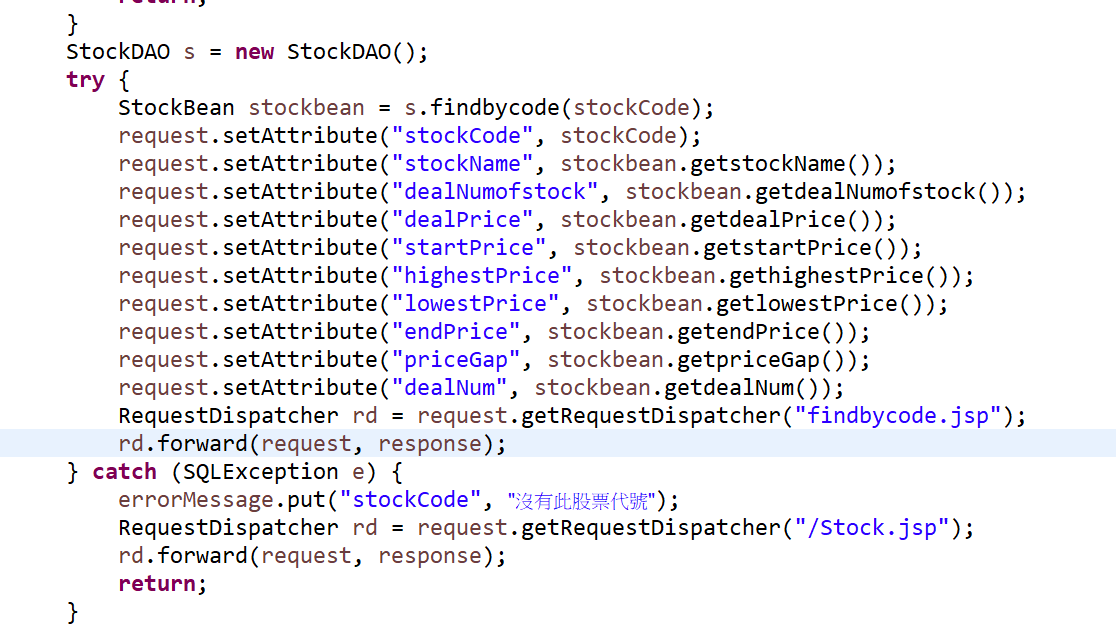 return;
}
StockDAO s = new StockDAO();
try {
StockBean stockbean = s.findbycode(stockCode);
request.setAttribute("stockCode", stockCode);
request.setAttribute("stockName", stockbean.getstockName());
request.setAttribute("dealNumofstock", stockbean.getdealNumofstock());
request.setAttribute("dealPrice", stockbean.getdealPrice());
request.setAttribute("startPrice", stockbean.getstartPrice());
request.setAttribute("highestPrice", stockbean.gethighestPrice());
request.setAttribute("lowestPrice", stockbean.getlowestPrice());
request.setAttribute("endPrice", stockbean.getendPrice());
request.setAttribute("priceGap", stockbean.getpriceGap());
request.setAttribute("dealNum", stockbean.getdealNum());
RequestDispatcher rd = request.getRequestDispatcher("findbycode.jsp");
rd.forward(request, response);
} catch (SQLException e) {
errorMessage.put("stockCode", "沒有此股票代號");
RequestDispatcher rd = request.getRequestDispatcher("/Stock.jsp");
rd.forward(request, response);
return;
}